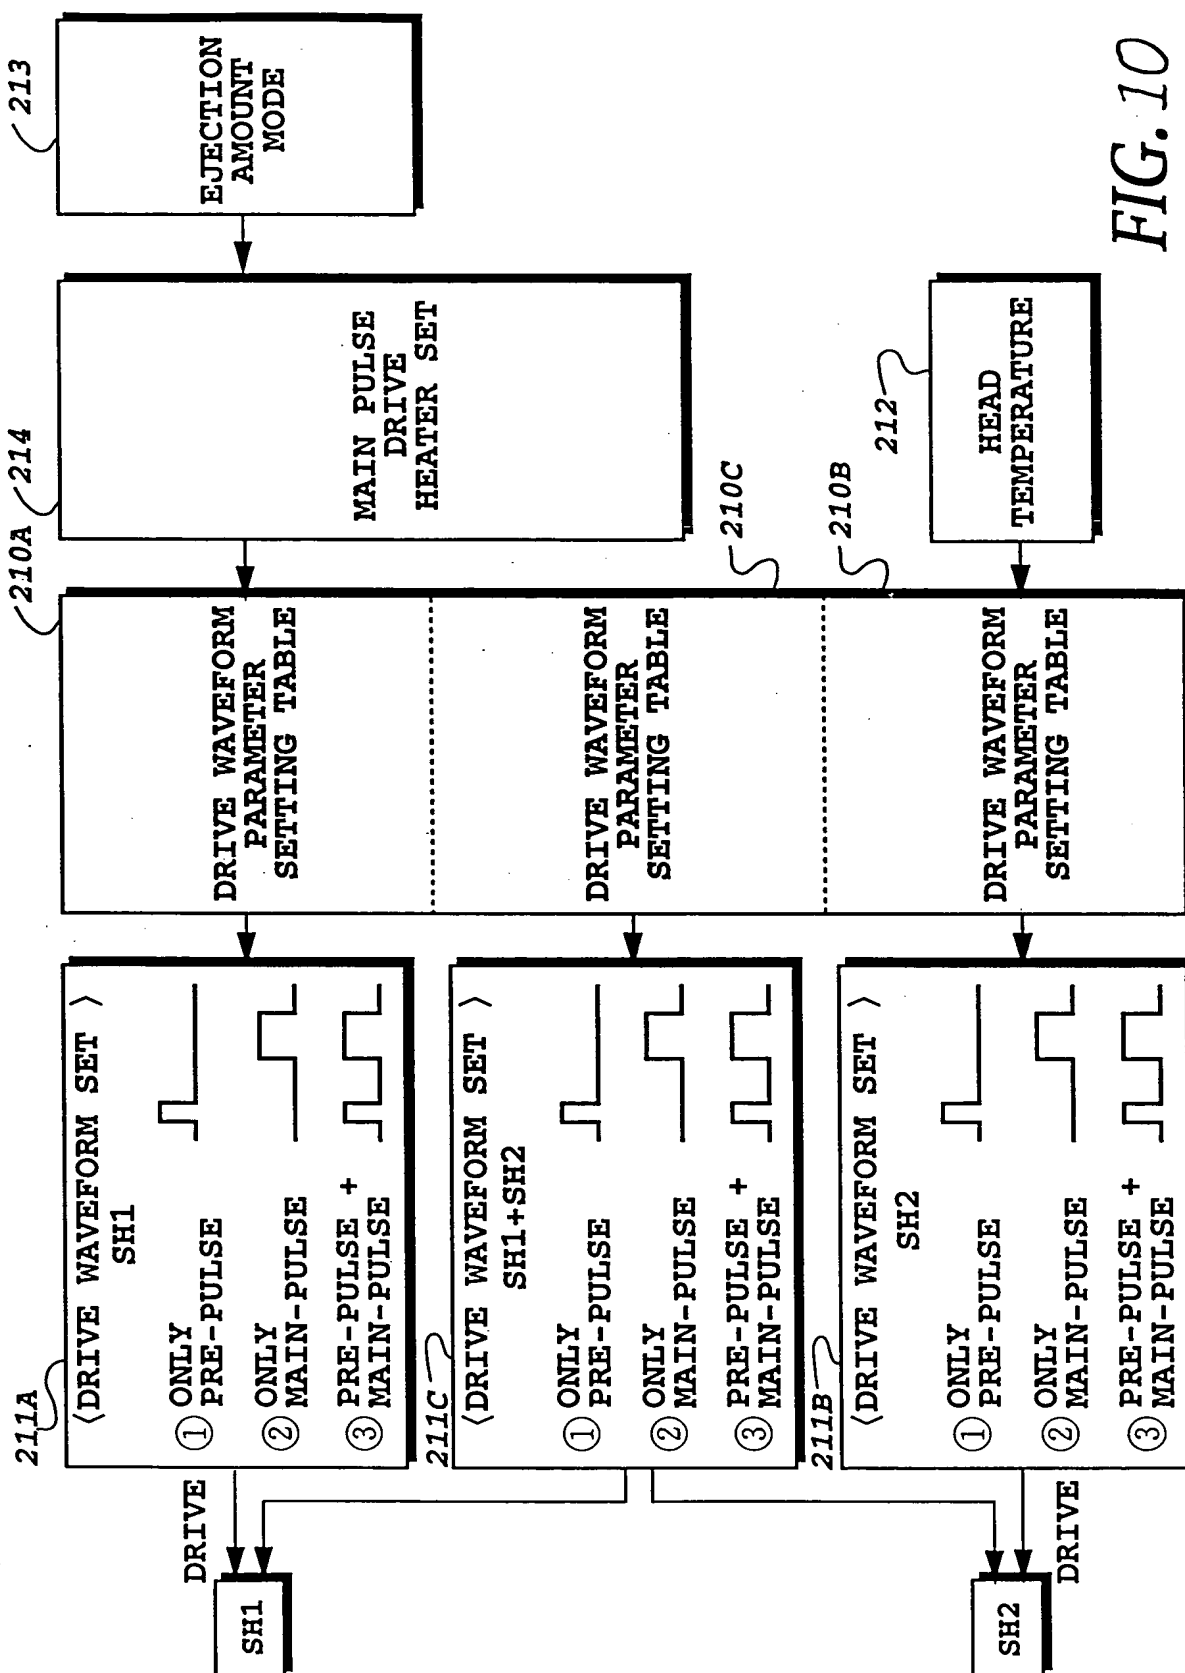 213
EJECTION
AMOUNT
MODE
214
MAIN PULSE
DRIVE
HEATER SET
212
HEAD
TEMPERATURE
210A
DRIVE WAVEFORM
PARAMETER
SETTING TABLE
210C
DRIVE WAVEFORM
PARAMETER
SETTING TABLE
210B
DRIVE WAVEFORM
PARAMETER
SETTING TABLE
211A
〈DRIVE WAVEFORM SET 〉
SH1
① ONLY
PRE-PULSE
② ONLY
MAIN-PULSE
③ PRE-PULSE +
MAIN-PULSE
211C
〈DRIVE WAVEFORM SET 〉
SH1+SH2
① ONLY
PRE-PULSE
② ONLY
MAIN-PULSE
③ PRE-PULSE +
MAIN-PULSE
211B
〈DRIVE WAVEFORM SET 〉
SH2
① ONLY
PRE-PULSE
② ONLY
MAIN-PULSE
③ PRE-PULSE +
MAIN-PULSE
DRIVE
SH1
DRIVE
SH2
FIG. 10